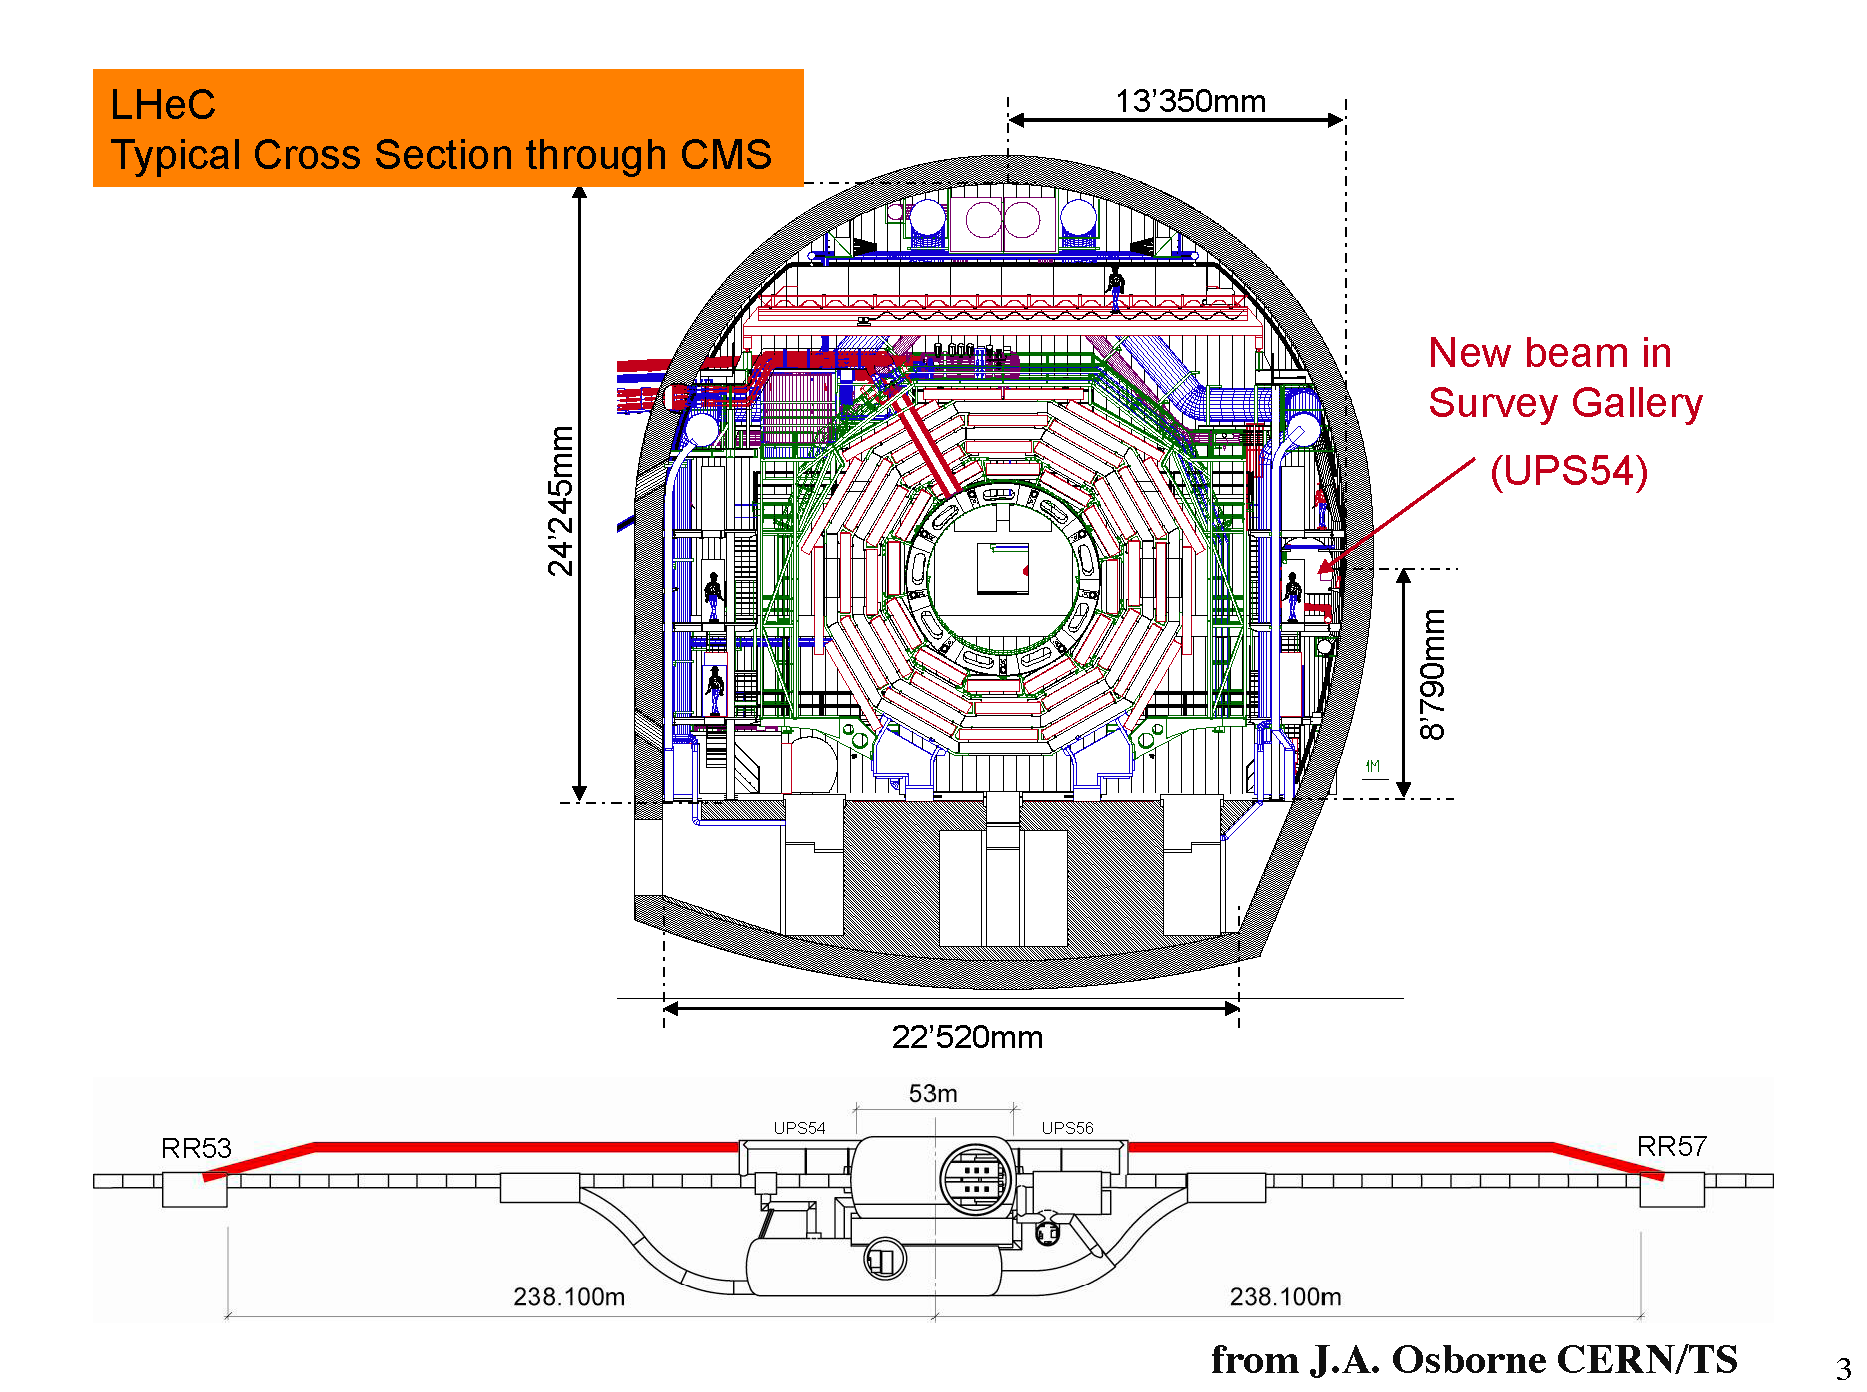 LHeC
Typical Cross Section through CMS
13’350mm
24’245mm
New beam in
Survey Gallery
(UPS54)
8’790mm
1M
22’520mm
53m
UPS54
UPS56
RR53
RR57
238.100m
238.100m
from J.A. Osborne CERN/TS
3